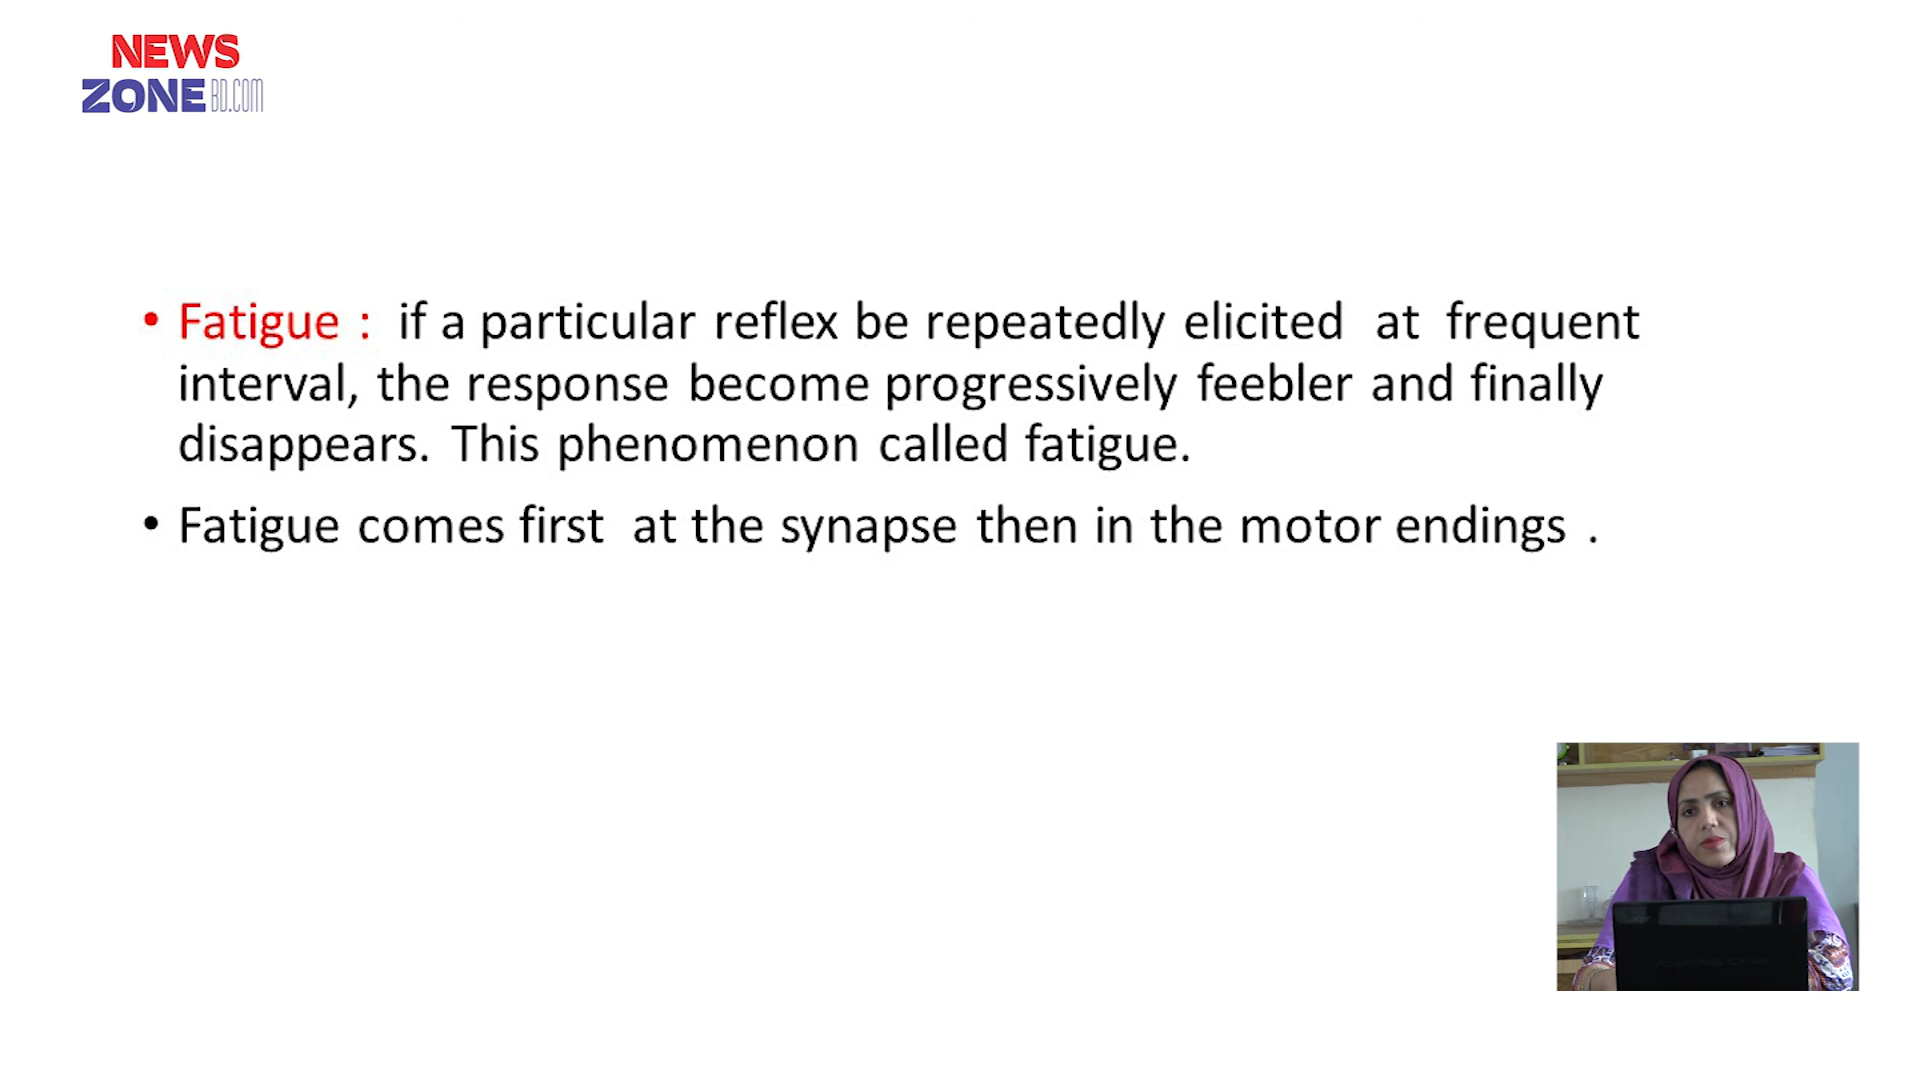 NEWS
ZONE BD.COM
• Fatigue : if a particular reflex be repeatedly elicited at frequent
interval, the response become progressively feebler and finally
disappears. This phenomenon called fatigue.
• Fatigue comes first at the synapse then in the motor endings .